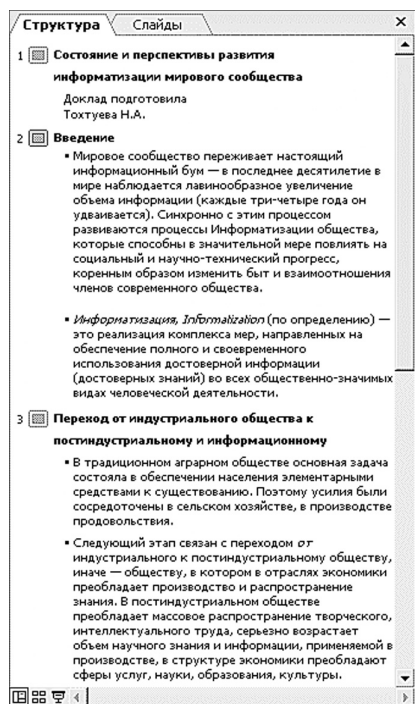 Структура Слайды
1 Состояние и перспективы развития
информатизации мирового сообщества
Доклад подготовила
Тохтуева Н.А.
2 Введение
▪ Мировое сообщество переживает настоящий
информационный бум — в последнее десятилетие в
мире наблюдается лавинообразное увеличение
объема информации (каждые три-четыре года он
удваивается). Синхронно с этим процессом
развиваются процессы Информатизации общества,
которые способны в значительной мере повлиять на
социальный и научно-технический прогресс,
коренным образом изменить быт и взаимоотношения
членов современного общества.
▪ Информатизация, Informatization (по определению) —
это реализация комплекса мер, направленных на
обеспечение полного и своевременного
использования достоверной информации
(достоверных знаний) во всех общественно-значимых
видах человеческой деятельности.
3 Переход от индустриального общества к
постиндустриальному и информационному
▪ В традиционном аграрном обществе основная задача
состояла в обеспечении населения элементарными
средствами к существованию. Поэтому усилия были
сосредоточены в сельском хозяйстве, в производстве
продовольствия.
▪ Следующий этап связан с переходом от
индустриального к постиндустриальному обществу,
иначе — обществу, в котором в отраслях экономики
преобладает производство и распространение
знания. В постиндустриальном обществе
преобладает массовое распространение творческого,
интеллектуального труда, серьезно возрастает
объем научного знания и информации, применяемой в
производстве, в структуре экономики преобладают
сферы услуг, науки, образования, культуры.